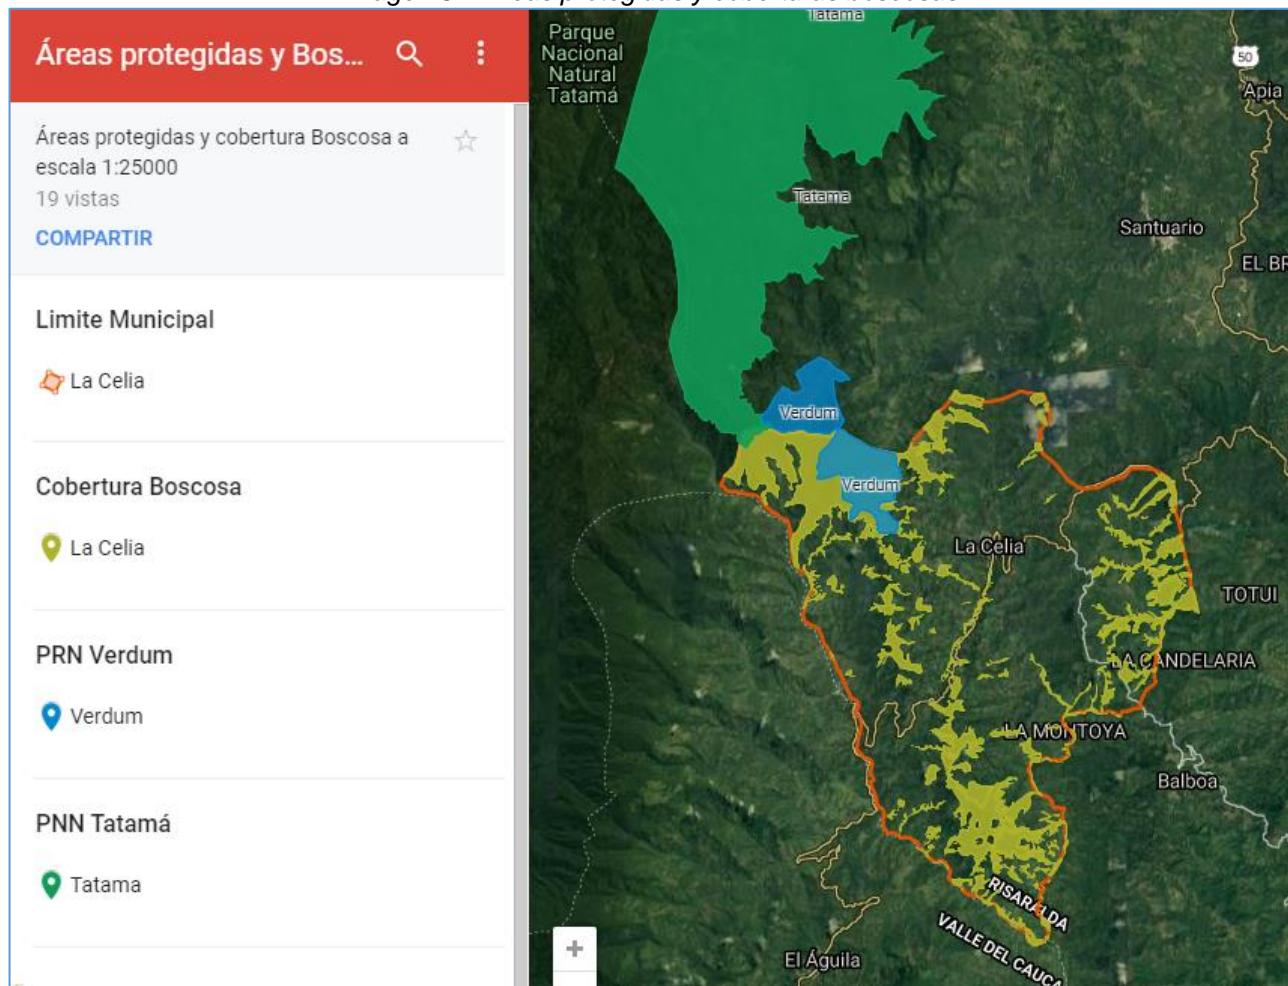 Áreas protegidas y Bos...
Áreas protegidas y cobertura Boscosa a
escala 1:25000
19 vistas
COMPARTIR
Limite Municipal
La Celia
Cobertura Boscosa
La Celia
PRN Verdum
Verdum
PNN Tatamá
Tatama
Tatama
Parque
Nacional
Natural
Tatamá
50
Apia
Tatama
Santuario
EL BR
Verdum
Verdum
La Celia
TOTUI
LA CANDELARIA
LA MONTOYA
Balboa
RISARALDA
VALLE DEL CAUCA
El Águila
+